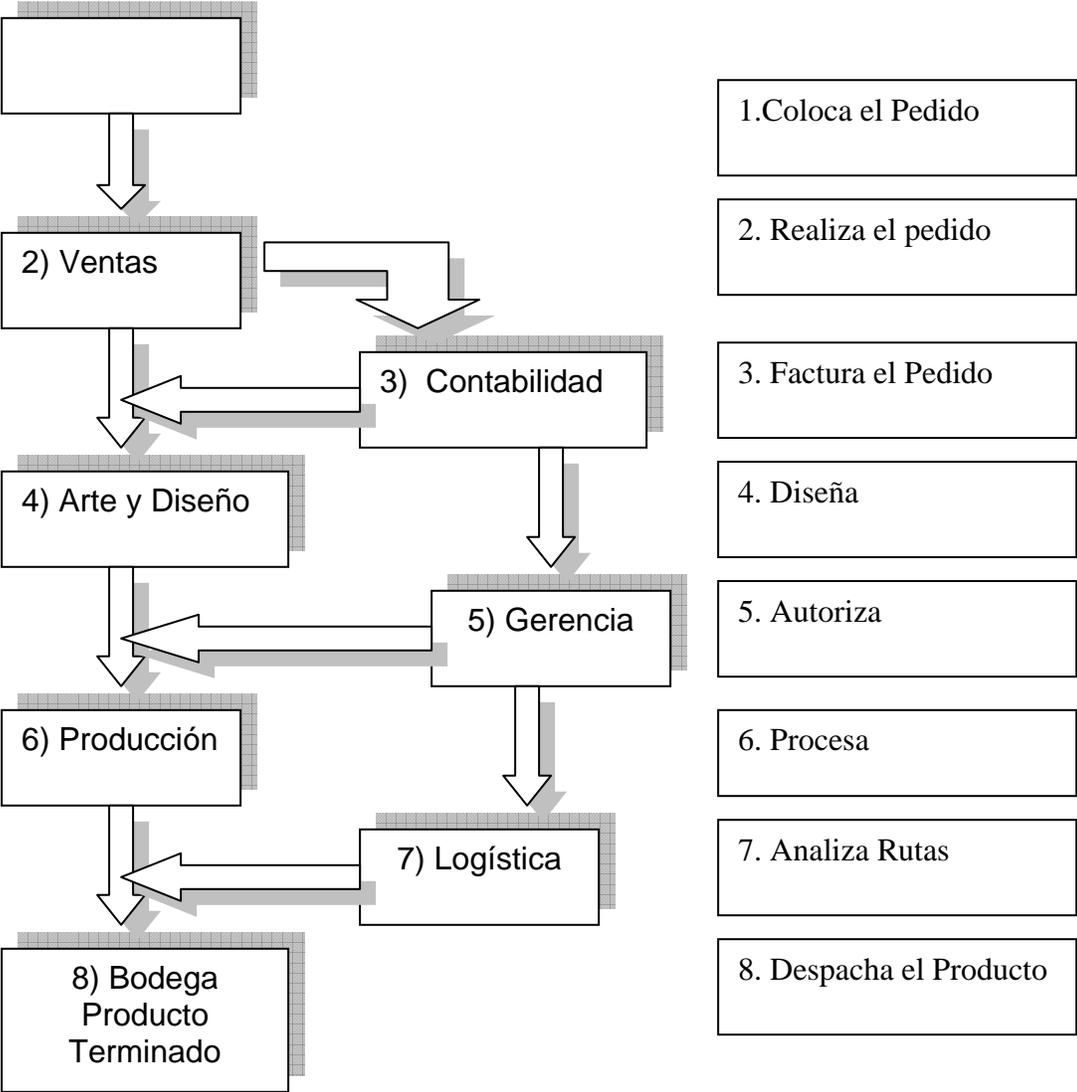 1.Coloca el Pedido
2) Ventas
2. Realiza el pedido
3)  Contabilidad
3. Factura el Pedido
4) Arte y Diseño
4. Diseña
5) Gerencia
5. Autoriza
6) Producción
6. Procesa
7) Logística
7. Analiza Rutas
8) Bodega
Producto
Terminado
8. Despacha el Producto